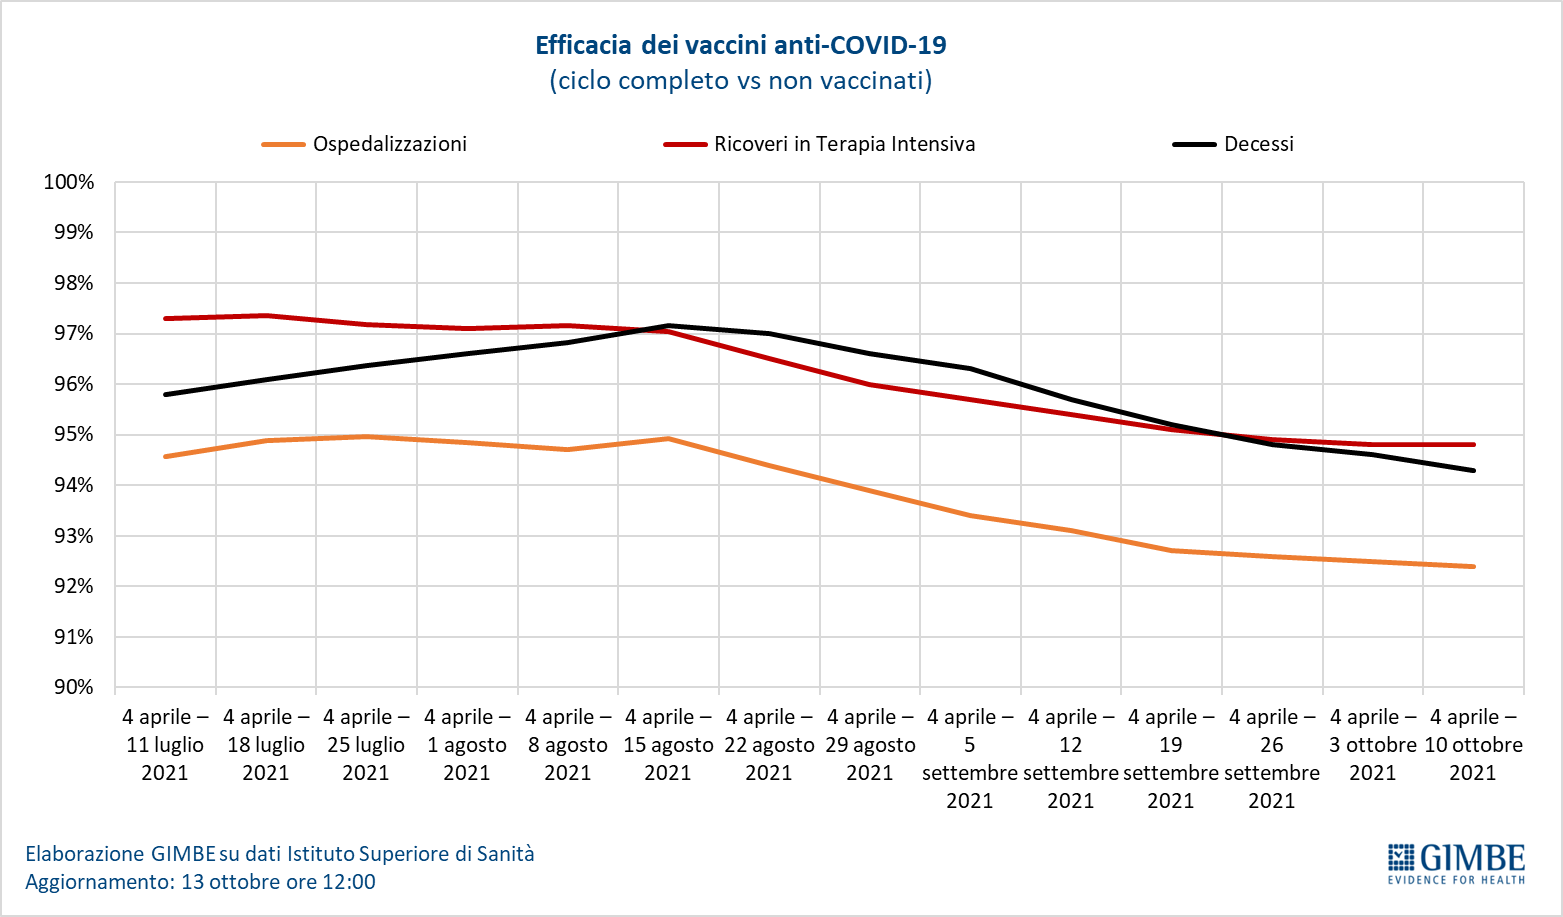 Efficacia dei vaccini anti-COVID-19
(ciclo completo vs non vaccinati)
Ospedalizzazioni
Ricoveri in Terapia Intensiva
Decessi
100%
99%
98%
97%
96%
95%
94%
93%
92%
91%
90%
4 aprile –
11 luglio
2021
4 aprile –
18 luglio
2021
4 aprile –
25 luglio
2021
4 aprile –
1 agosto
2021
4 aprile –
8 agosto
2021
4 aprile –
15 agosto
2021
4 aprile –
22 agosto
2021
4 aprile –
29 agosto
2021
4 aprile –
5
settembre
2021
4 aprile –
12
settembre
2021
4 aprile –
19
settembre
2021
4 aprile –
26
settembre
2021
4 aprile –
3 ottobre
2021
4 aprile –
10 ottobre
2021
Elaborazione GIMBE su dati Istituto Superiore di Sanità
Aggiornamento: 13 ottobre ore 12:00
GIMBE
EVIDENCE FOR HEALTH